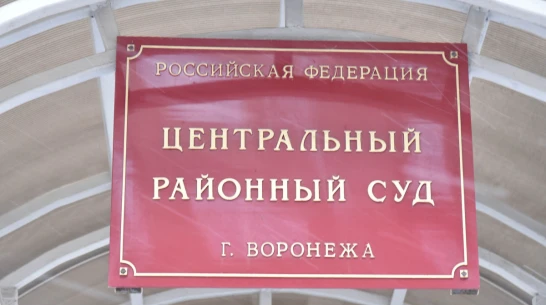 РОССИЙСКАЯ ФЕДЕРАЦИЯ
ЦЕНТРАЛЬНЫЙ
РАЙОННЫЙ СУД
Г. ВОРОНЕЖА